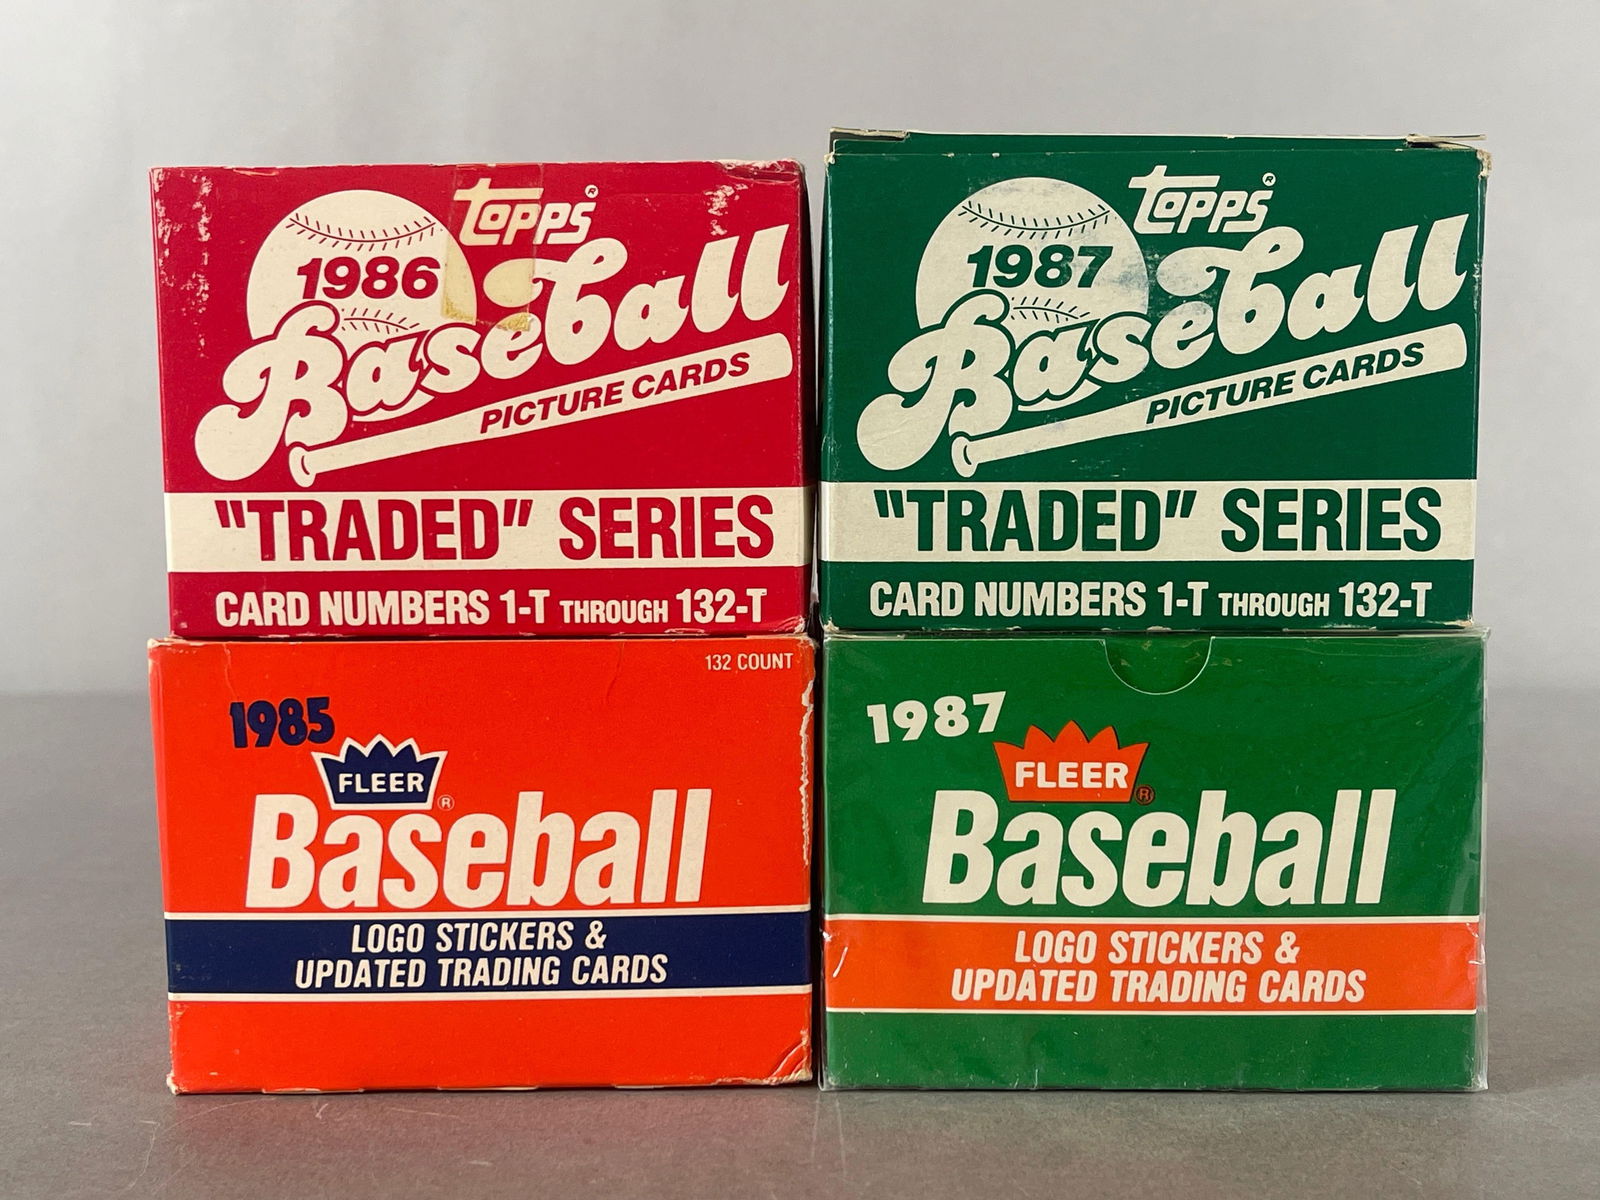 topps®
1986
Baseball
PICTURE CARDS
"TRADED" SERIES
CARD NUMBERS 1-T THROUGH 132-T
topps®
1987
Baseball
PICTURE CARDS
"TRADED" SERIES
CARD NUMBERS 1-T THROUGH 132-T
132 COUNT
1985
FLEER®
Baseball
LOGO STICKERS &
UPDATED TRADING CARDS
1987
FLEER®
Baseball
LOGO STICKERS &
UPDATED TRADING CARDS